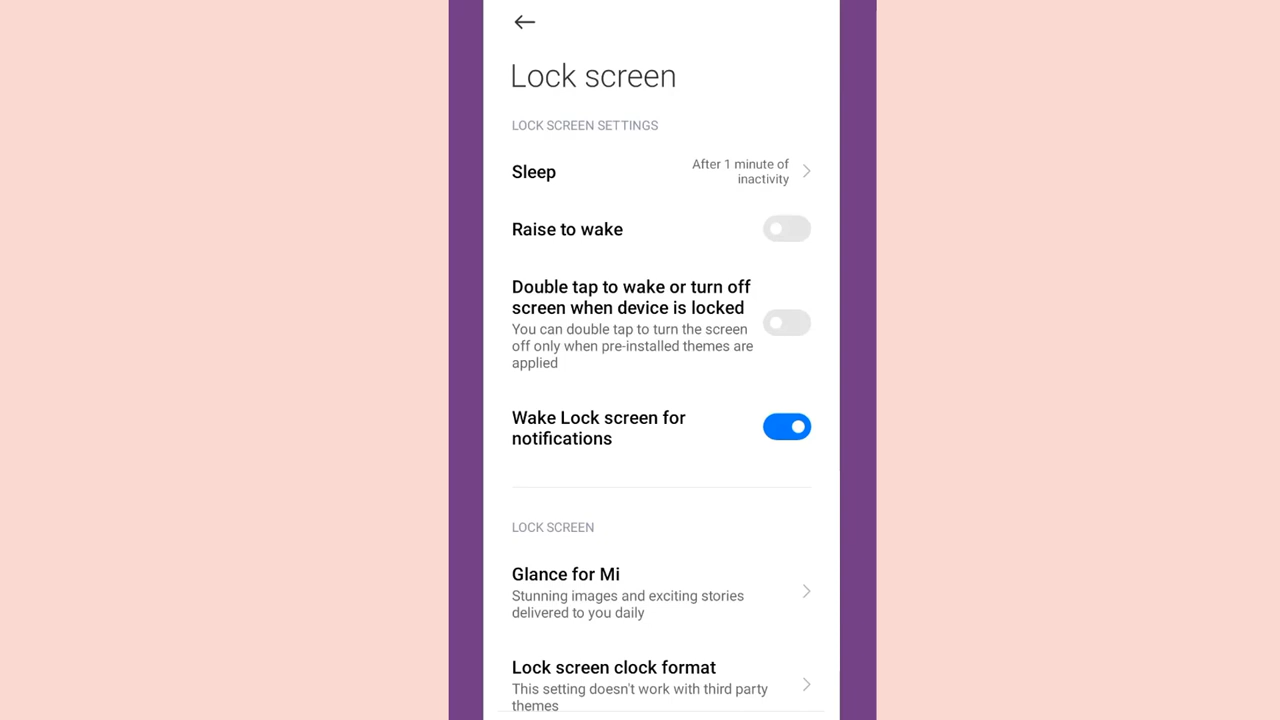 Lock screen
LOCK SCREEN SETTINGS
Sleep
After 1 minute of
inactivity
Raise to wake
Double tap to wake or turn off
screen when device is locked
You can double tap to turn the screen
off only when pre-installed themes are
applied
Wake Lock screen for
notifications
LOCK SCREEN
Glance for Mi
Stunning images and exciting stories
delivered to you daily
Lock screen clock format
This setting doesn't work with third party
themes